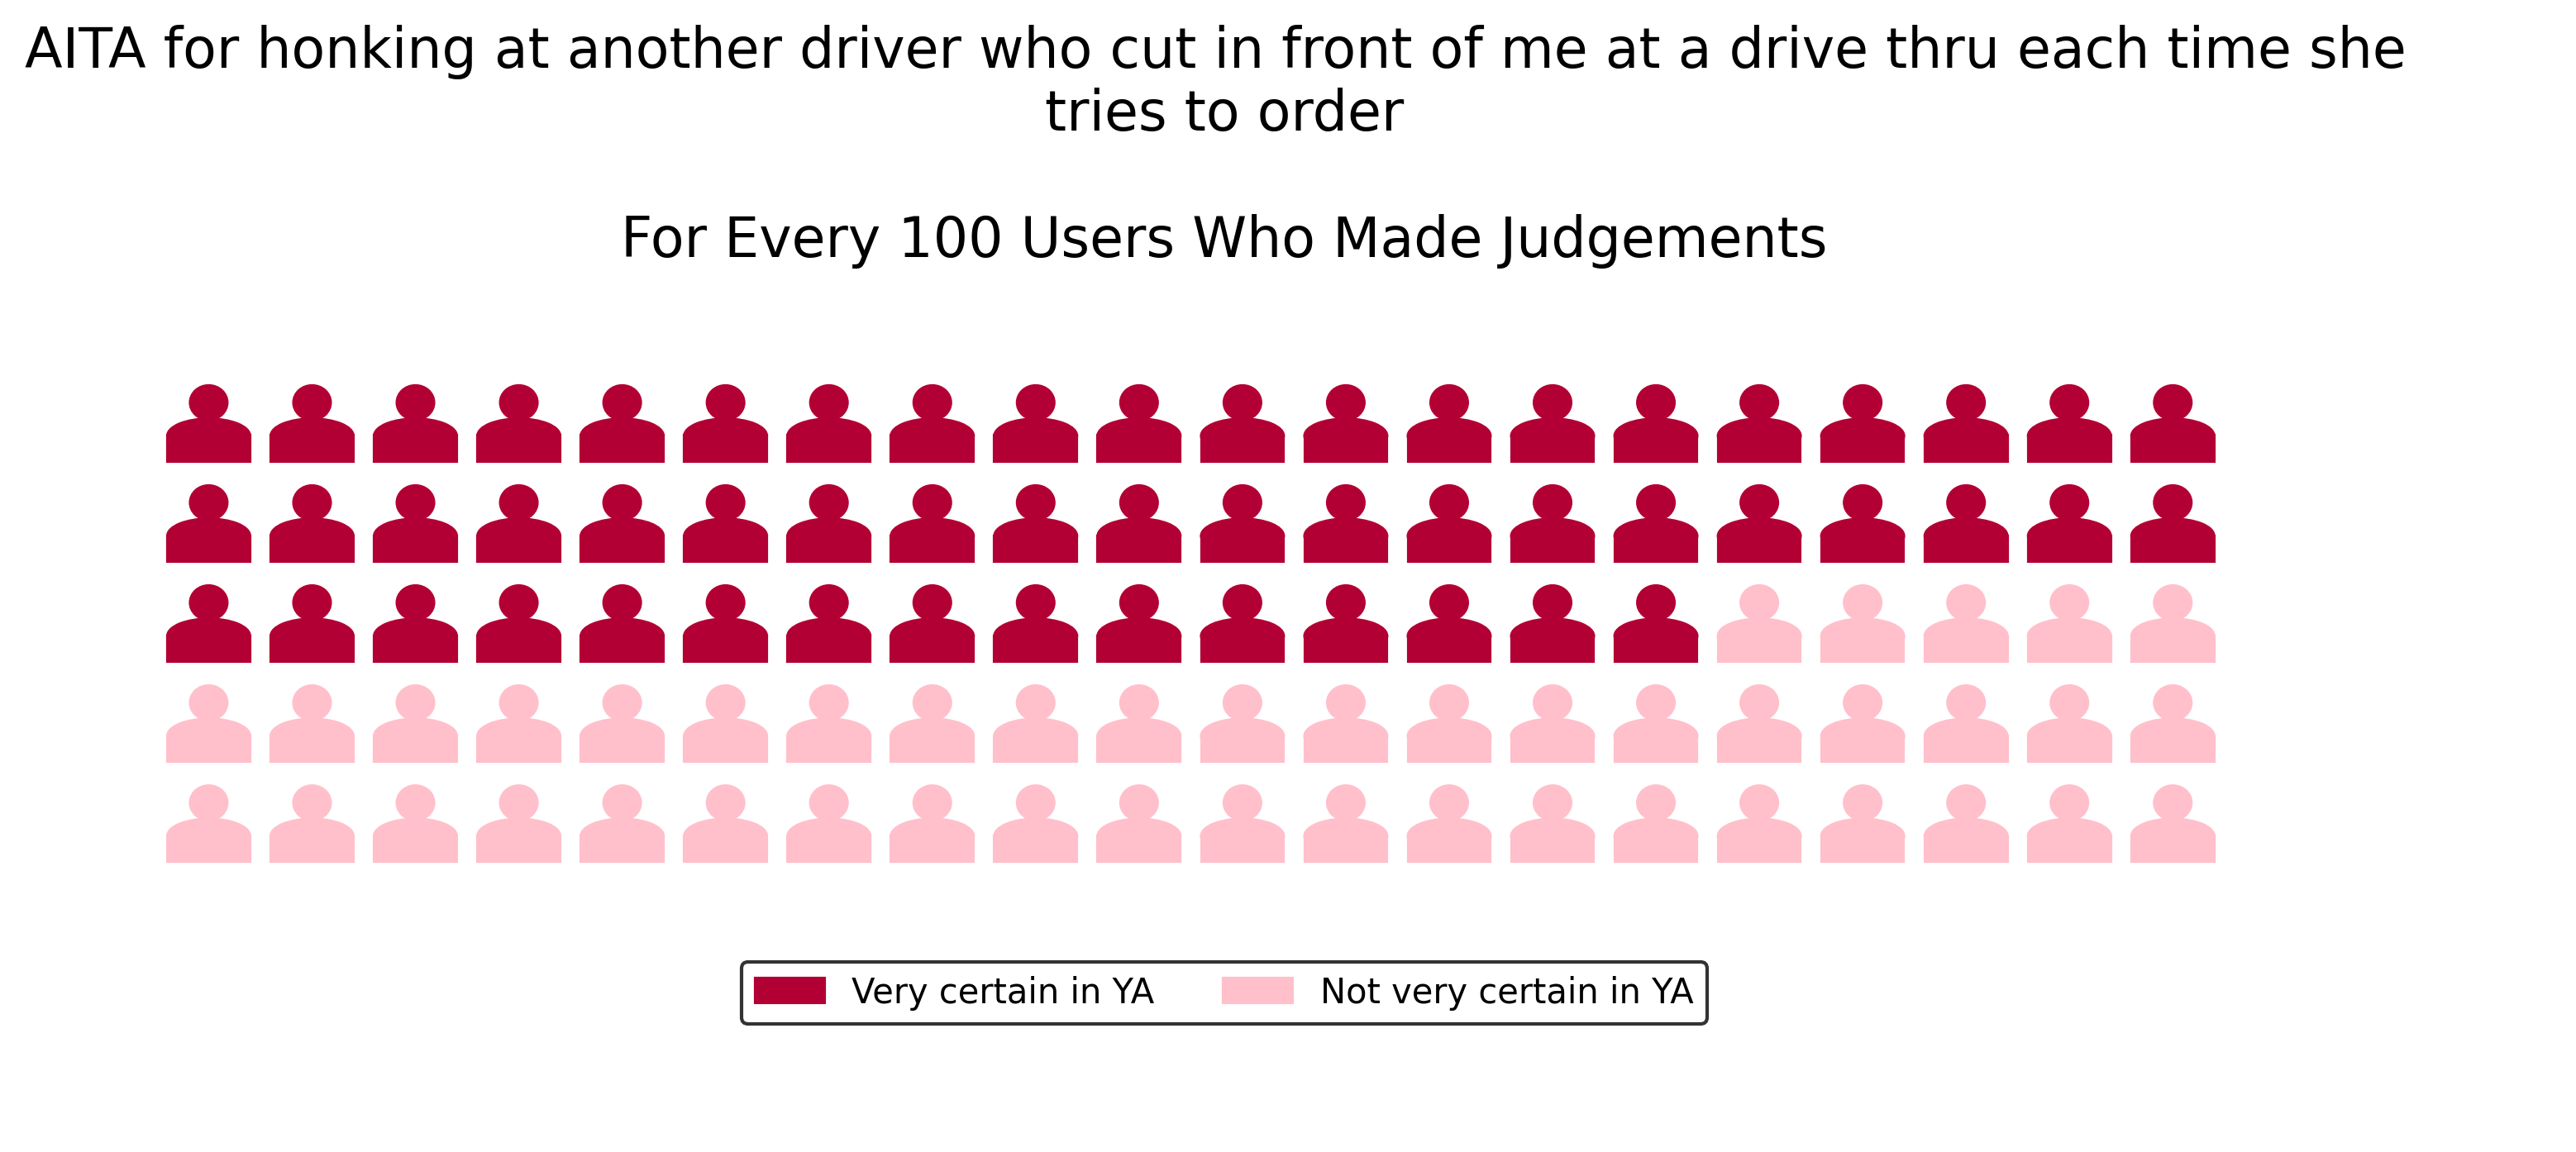 AITA for honking at another driver who cut in front of me at a drive thru each time she
tries to order
For Every 100 Users Who Made Judgements
Very certain in YA
Not very certain in YA